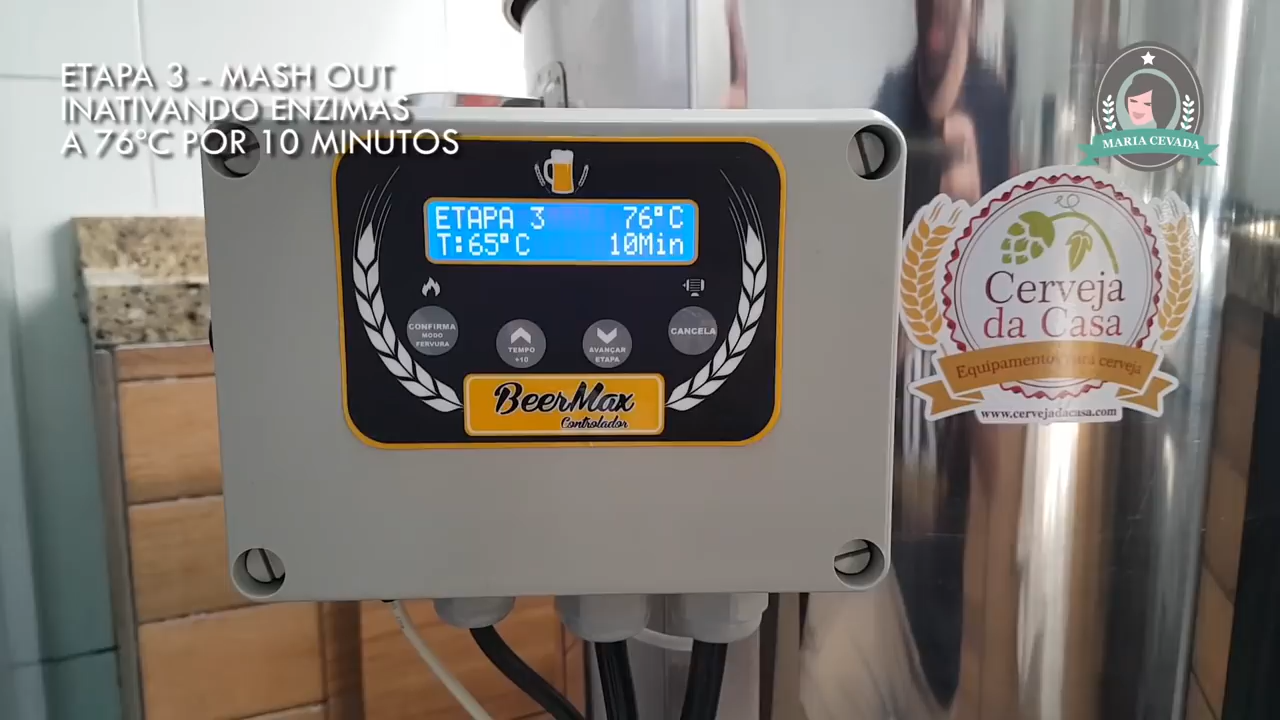 ETAPA 3 - MASH OUT
INATIVANDO ENZIMAS
A 76ºC POR 10 MINUTOS
MARIA CEVADA
ETAPA 3 76°C
T:65°C 10Min
CONFIRMA
MODO
FERVURA
TEMPO
+10
AVANÇAR
ETAPA
CANCELA
BeerMax
Controlador
Cerveja
da Casa
Equipamentos para cerveja
www.cervejadacasa.com